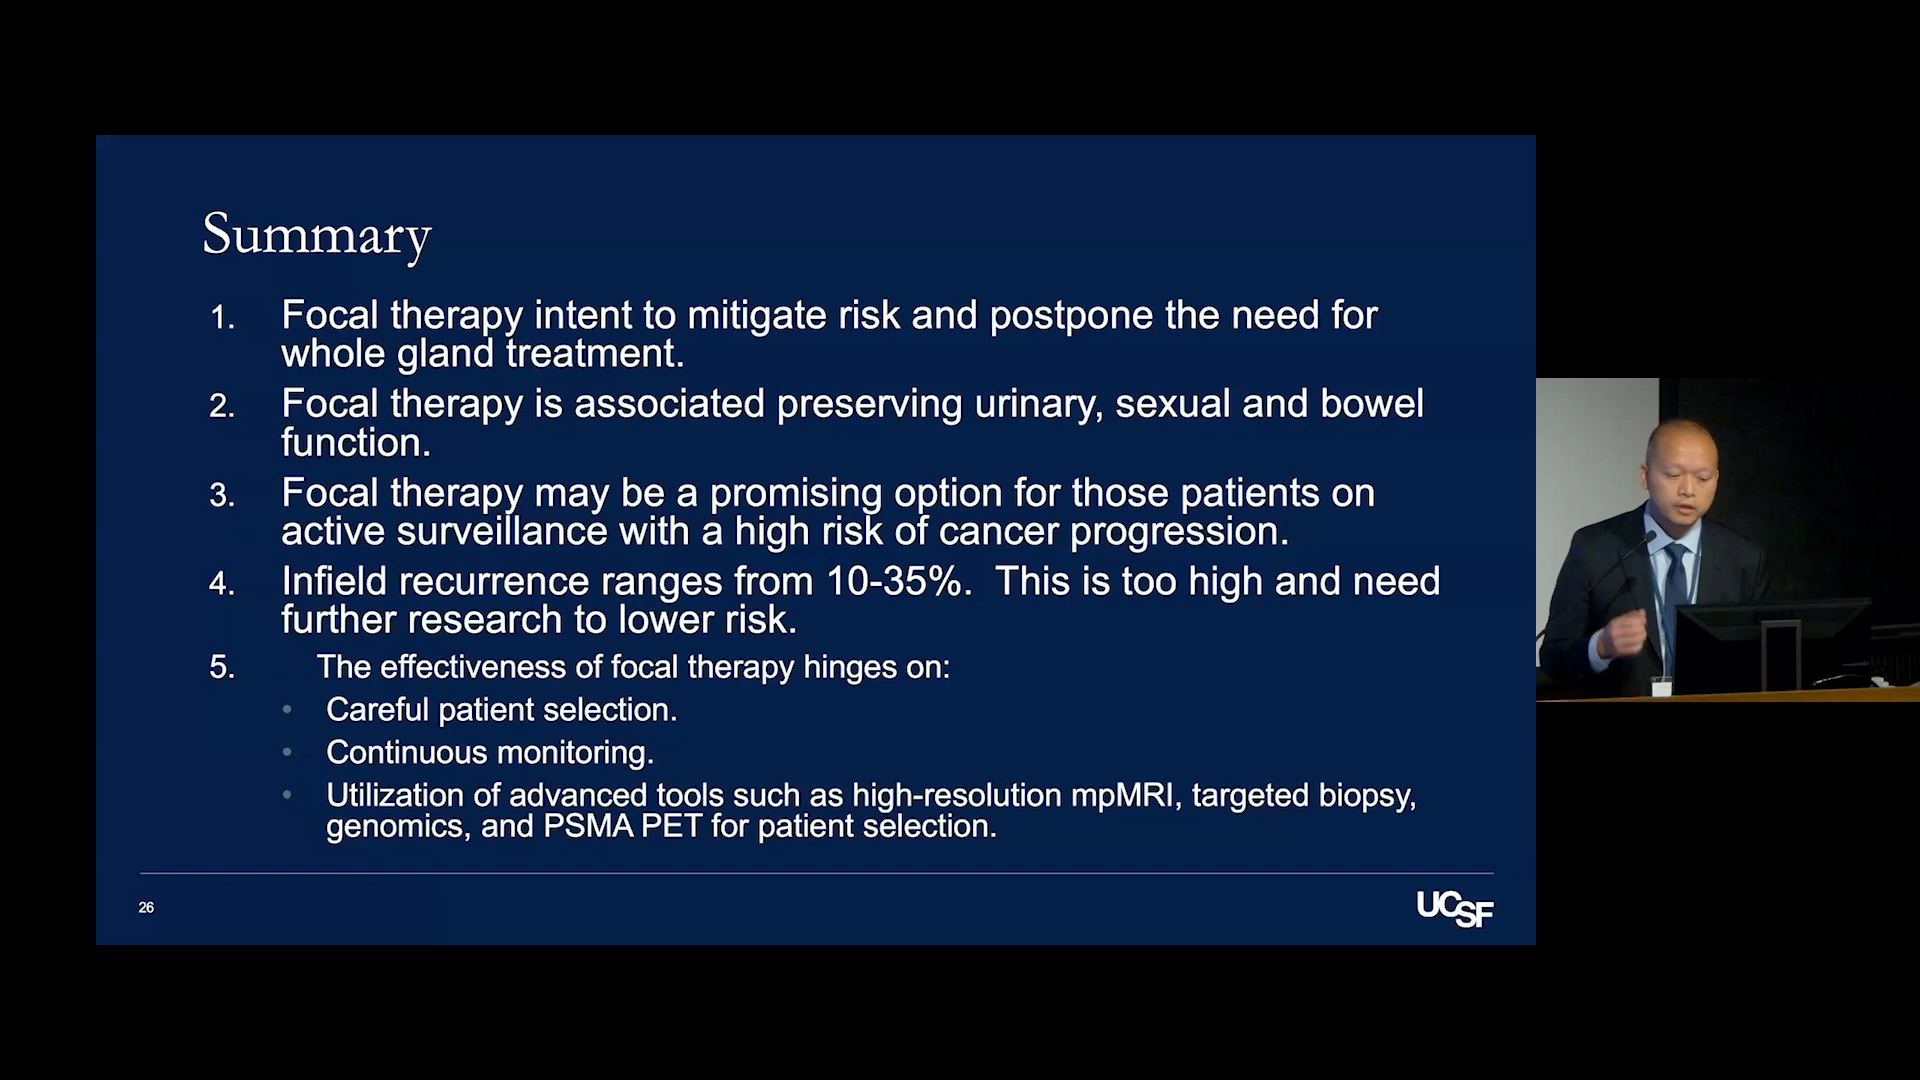 Summary
1. Focal therapy intent to mitigate risk and postpone the need for
whole gland treatment.
2. Focal therapy is associated preserving urinary, sexual and bowel
function.
3. Focal therapy may be a promising option for those patients on
active surveillance with a high risk of cancer progression.
4. Infield recurrence ranges from 10-35%.  This is too high and need
further research to lower risk.
5. The effectiveness of focal therapy hinges on:
• Careful patient selection.
• Continuous monitoring.
• Utilization of advanced tools such as high-resolution mpMRI, targeted biopsy,
genomics, and PSMA PET for patient selection.
26
UCSF